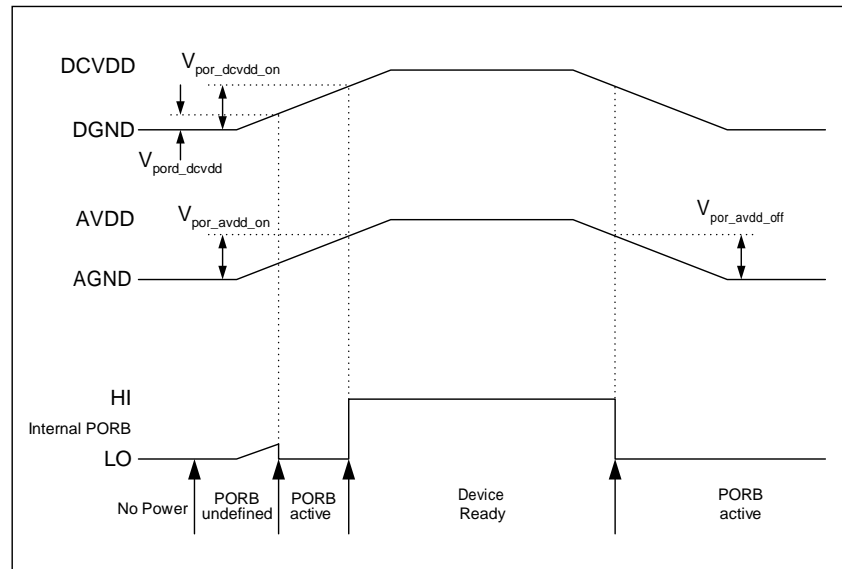 DCVDD
V_por_dcvdd_on
DGND
V_pord_dcvdd
AVDD
V_por_avdd_on
V_por_avdd_off
AGND
HI
Internal PORB
LO
No Power
PORB
undefined
PORB
active
Device
Ready
PORB
active